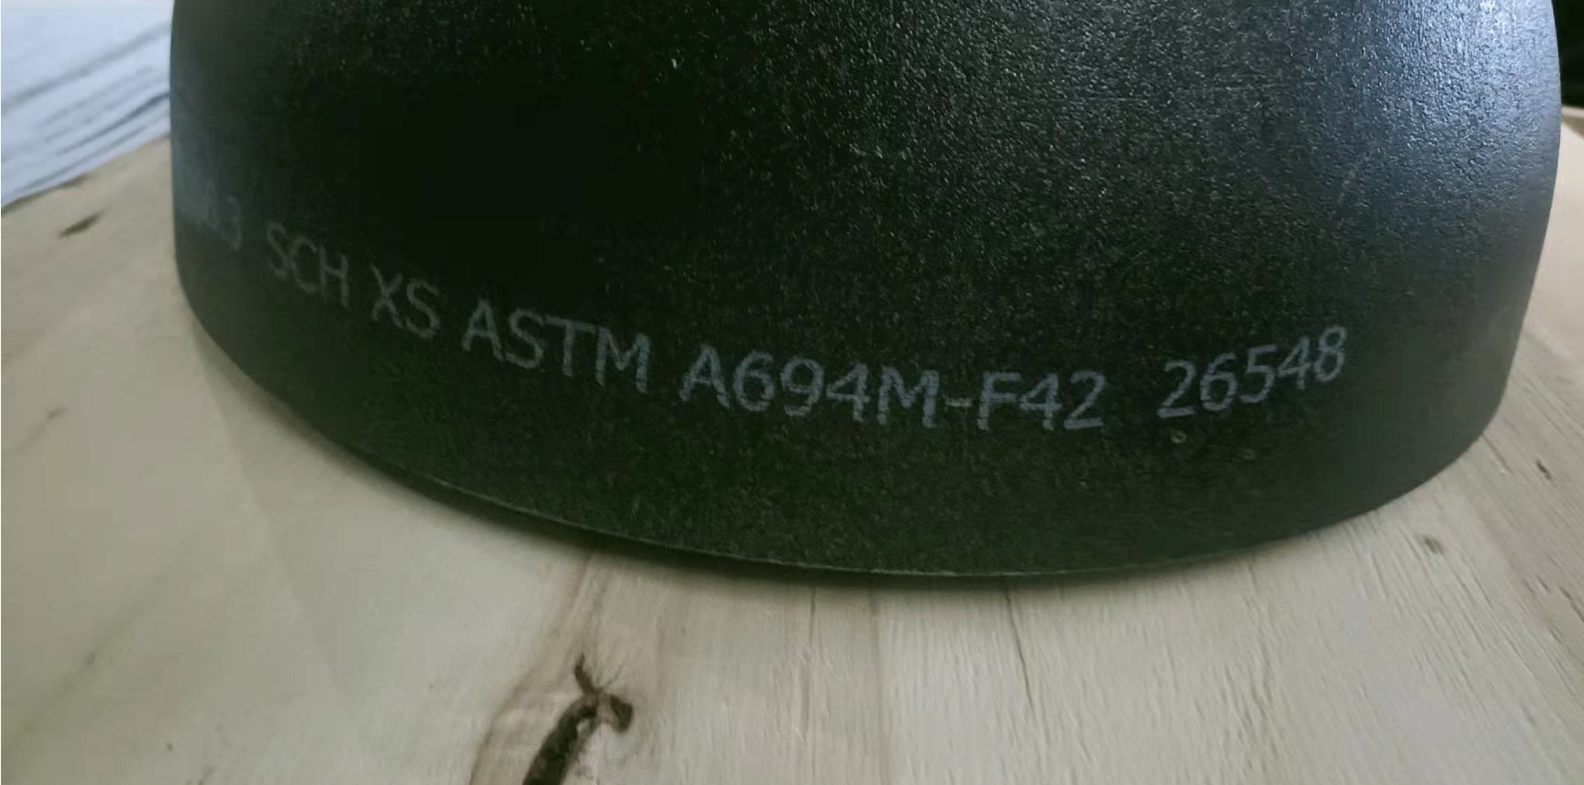 SCH XS ASTM A694M-F42 26548